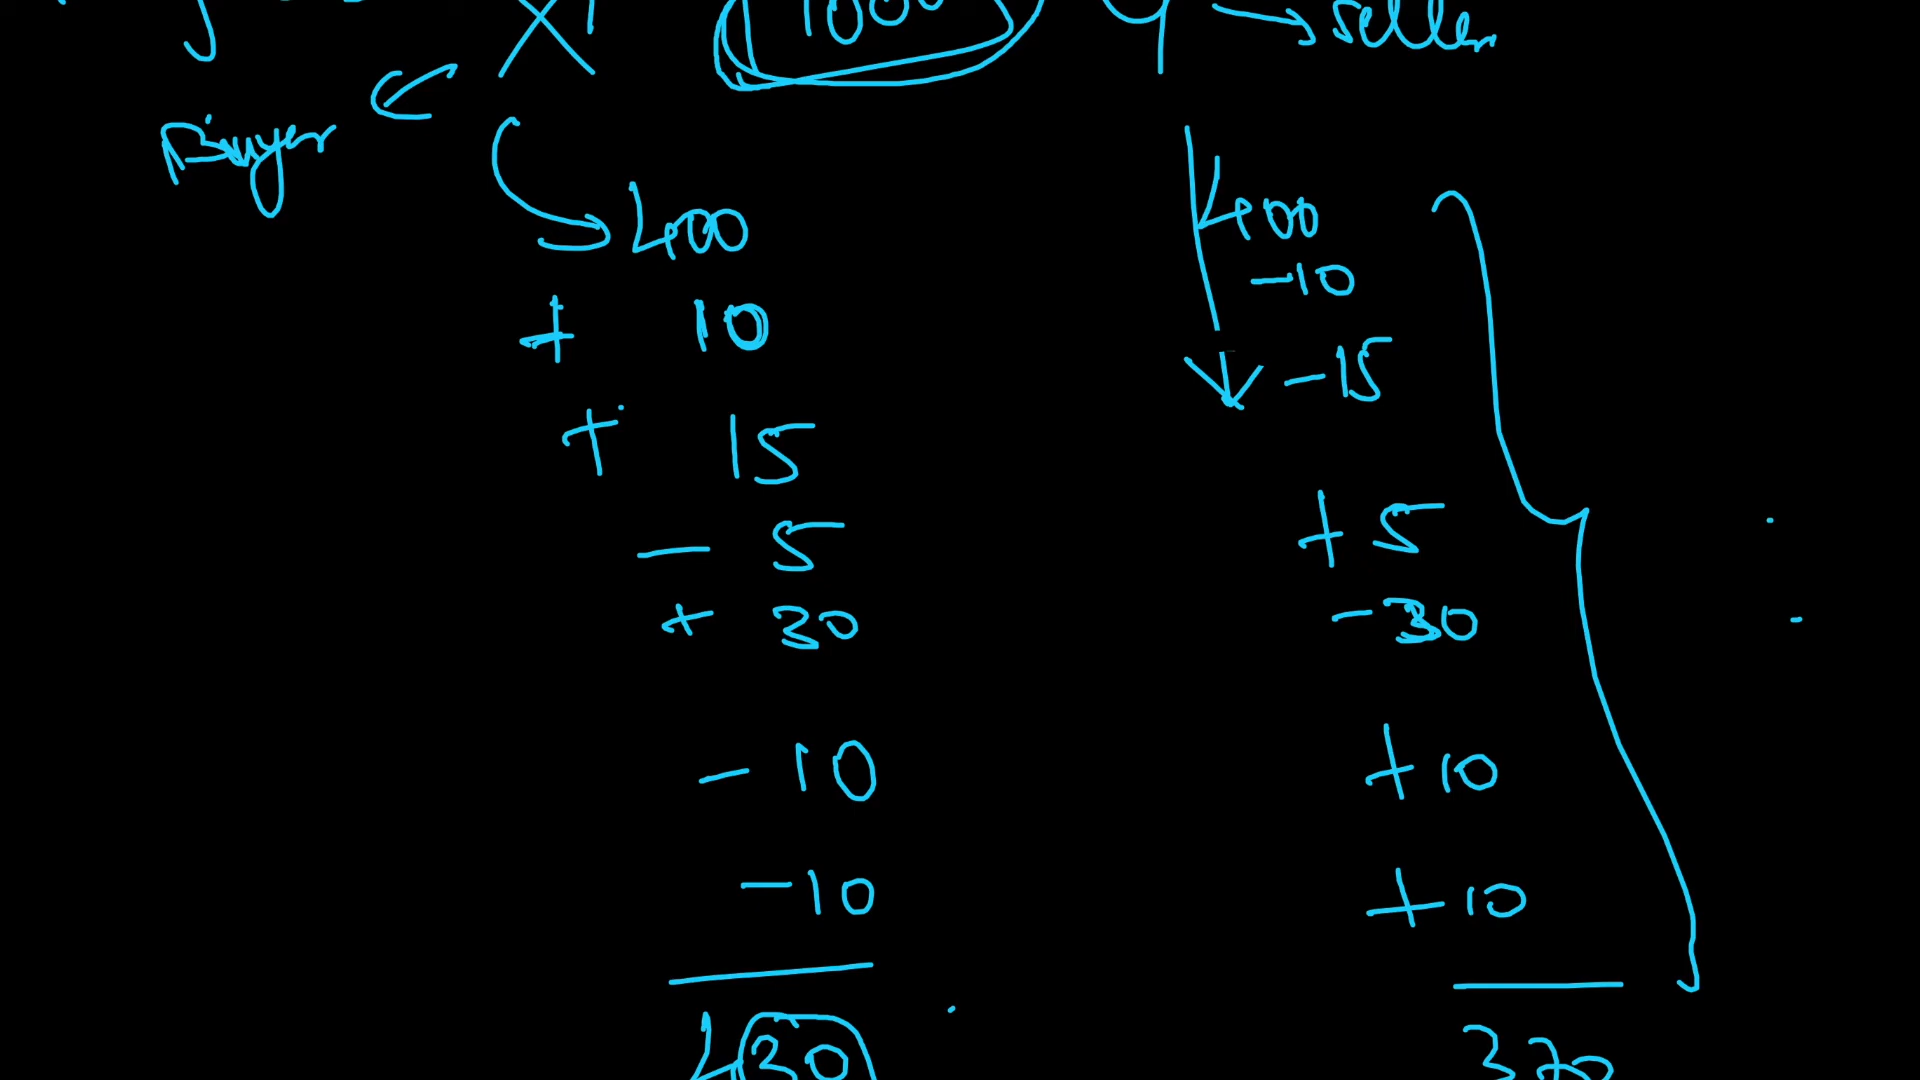 X 1000 Y → seller
Buyer
400 400
+ 10 -10
+ 15 -15
- 5 + 5
+ 30 -30
- 10 + 10
- 10 + 10
430 370